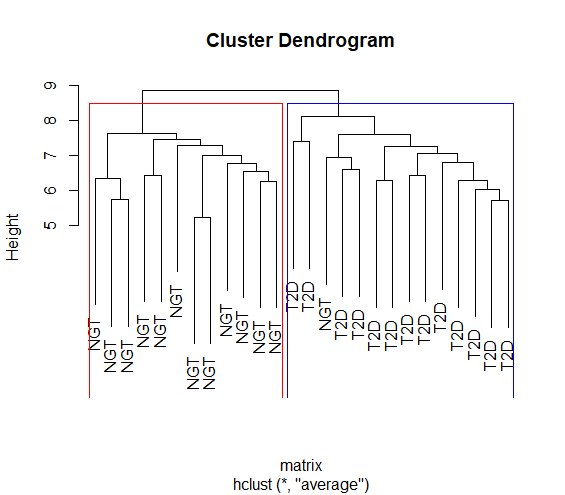 Cluster Dendrogram
Height
9
8
7
6
5
NGT
NGT
NGT
NGT
NGT
NGT
NGT
NGT
NGT
NGT
NGT
NGT
T2D
T2D
NGT
T2D
T2D
T2D
T2D
T2D
T2D
T2D
T2D
T2D
T2D
T2D
matrix
hclust (*, "average")